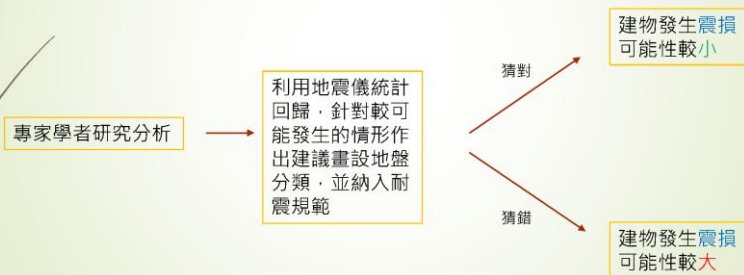 專家學者研究分析
利用地震儀統計
回歸，針對較可
能發生的情形作
出建議畫設地盤
分類，並納入耐
震規範
猜對
建物發生震損
可能性較小
猜錯
建物發生震損
可能性較大